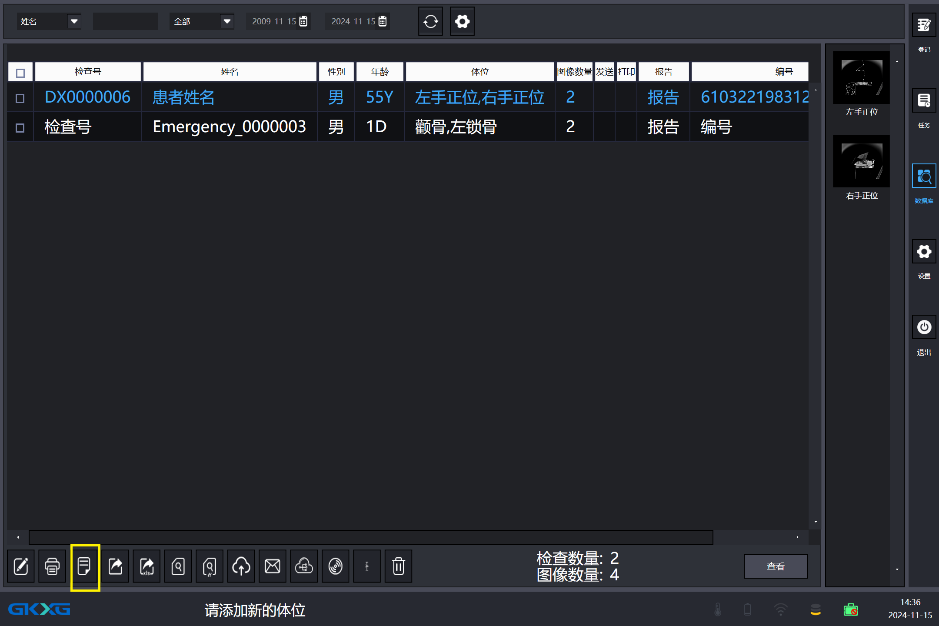 姓名
全部
2009-11-15
2024-11-15
登记
检查号 姓名 性别 年龄 体位 图像数量 发送 打印 报告 编号
DX0000006 患者姓名 男 55Y 左手正位,右手正位 2 报告 610322198312
检查号 Emergency_0000003 男 1D 颧骨,左锁骨 2 报告 编号
左手正位
右手正位
任务
数据库
设置
退出
检查数量: 2
图像数量: 4
查看
GKXG
请添加新的体位
14:36
2024-11-15